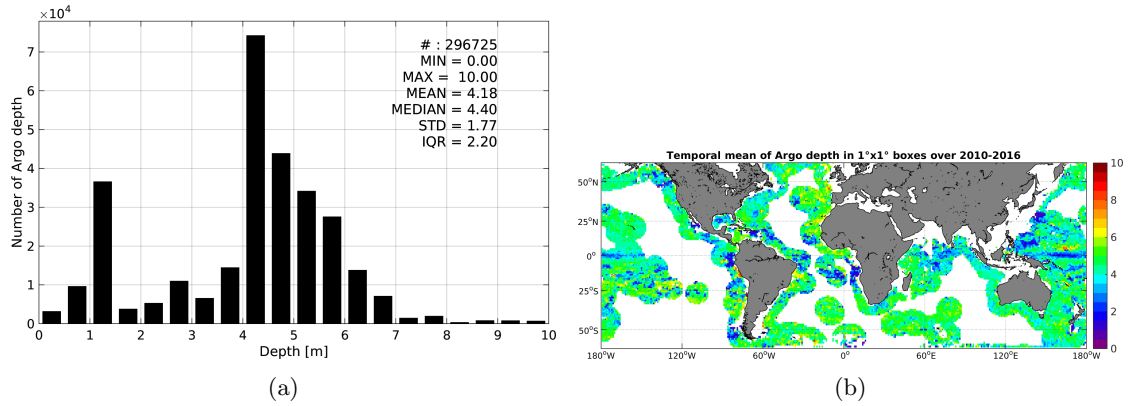 ×10⁴
7
6
5
4
3
2
1
0
Number of Argo depth
# : 296725
MIN = 0.00
MAX = 10.00
MEAN = 4.18
MEDIAN = 4.40
STD = 1.77
IQR = 2.20
0 1 2 3 4 5 6 7 8 9 10
Depth [m]
(a)
Temporal mean of Argo depth in 1°x1° boxes over 2010-2016
50°N
25°N
0°
25°S
50°S
180°W 120°W 60°W 0° 60°E 120°E 180°W
10
8
6
4
2
0
(b)